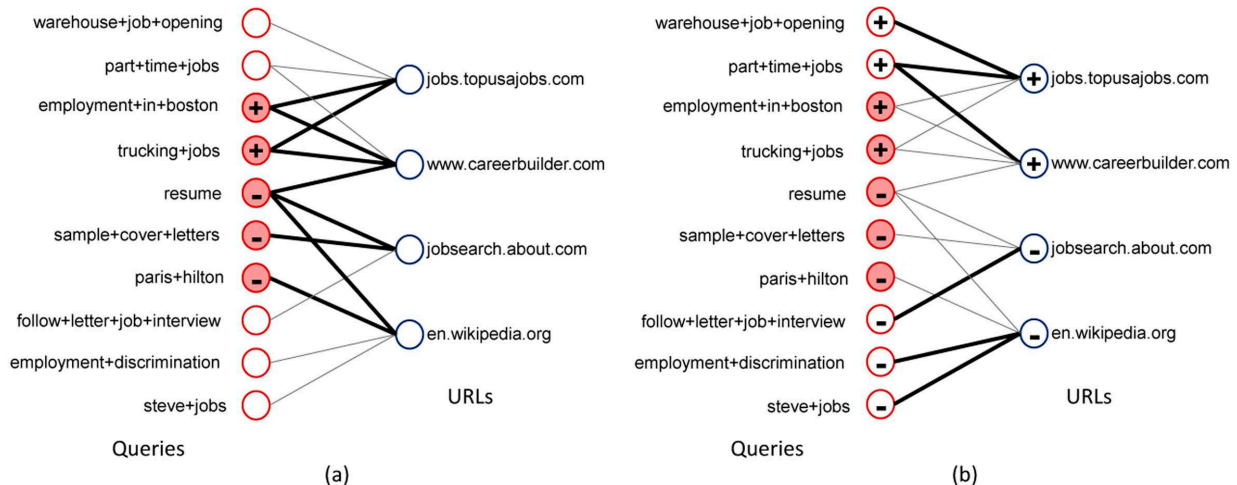 warehouse+job+opening
part+time+jobs
employment+in+boston
trucking+jobs
resume
sample+cover+letters
paris+hilton
follow+letter+job+interview
employment+discrimination
steve+jobs
+
+
-
-
-
jobs.topusajobs.com
www.careerbuilder.com
jobsearch.about.com
en.wikipedia.org
URLs
Queries
(a)
warehouse+job+opening
part+time+jobs
employment+in+boston
trucking+jobs
resume
sample+cover+letters
paris+hilton
follow+letter+job+interview
employment+discrimination
steve+jobs
+
+
+
+
-
-
-
-
-
-
+
+
-
-
jobs.topusajobs.com
www.careerbuilder.com
jobsearch.about.com
en.wikipedia.org
URLs
Queries
(b)